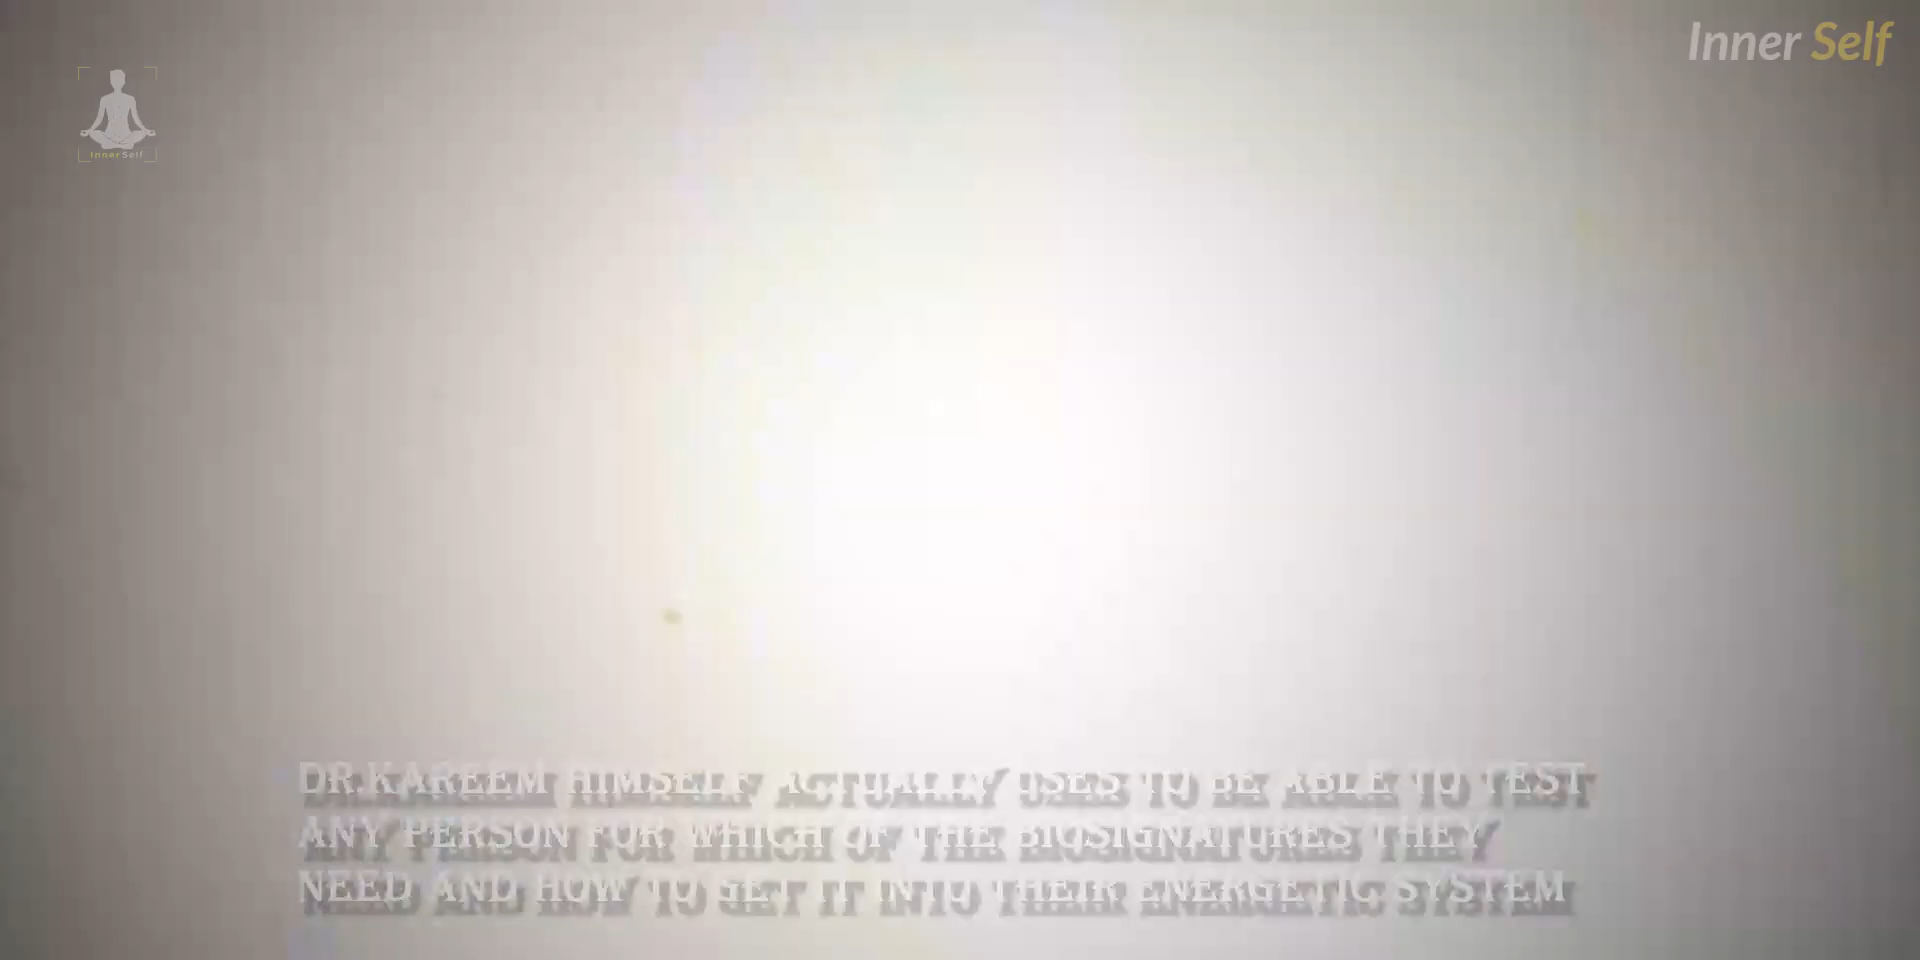 Inner Self
InnerSelf
DR.KAREEM HIMSELF ACTUALLY USES TO BE ABLE TO TEST
ANY PERSON FOR WHICH OF THE BIOSIGNATURES THEY
NEED AND HOW TO GET IT INTO THEIR ENERGETIC SYSTEM